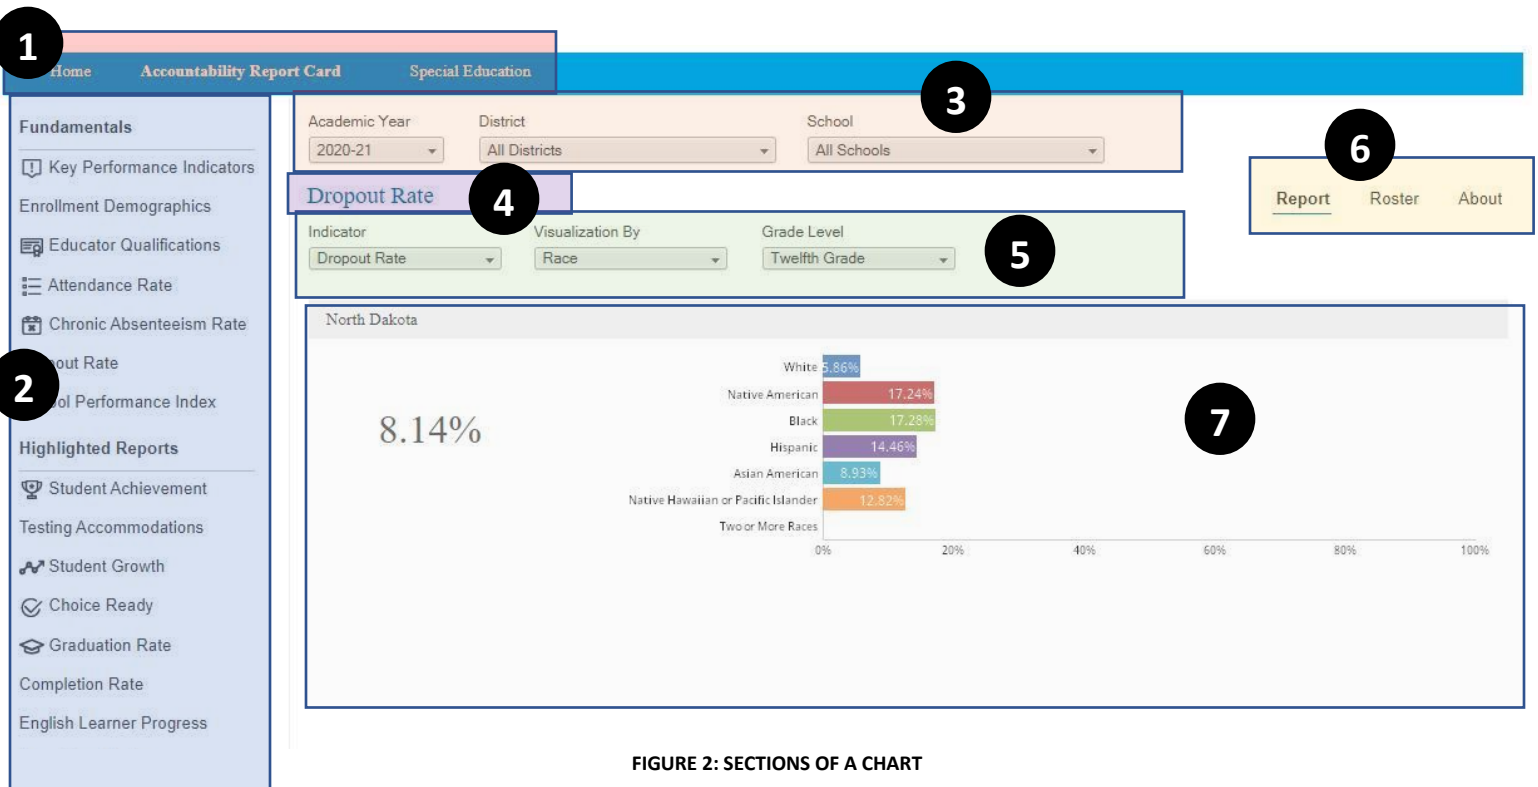 1
Home Accountability Report Card Special Education
3
Fundamentals
Key Performance Indicators
Enrollment Demographics
Educator Qualifications
Attendance Rate
Chronic Absenteeism Rate
Rate
2
Performance Index
Highlighted Reports
Student Achievement
Testing Accommodations
Student Growth
Choice Ready
Graduation Rate
Completion Rate
English Learner Progress
Academic Year District School
2020-21 All Districts All Schools
6
Dropout Rate
4
Report Roster About
Indicator Visualization By Grade Level
Dropout Rate Race Twelfth Grade
5
North Dakota
8.14%
White 5.86%
Native American 17.24%
Black 17.28%
Hispanic 14.46%
Asian American 8.93%
Native Hawaiian or Pacific Islander 12.82%
Two or More Races
0% 20% 40% 60% 80% 100%
7
FIGURE 2: SECTIONS OF A CHART